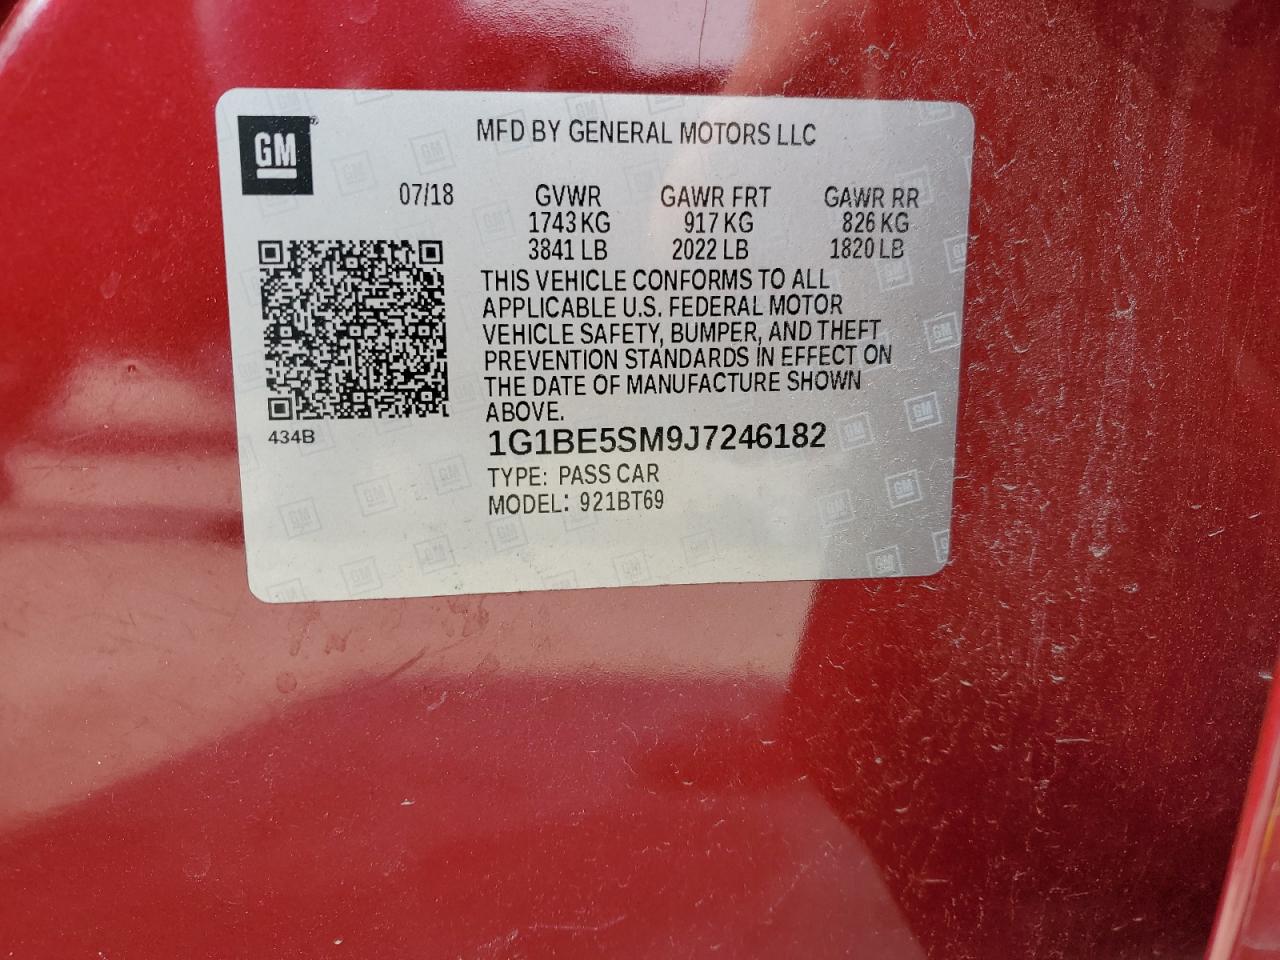 GM
MFD BY GENERAL MOTORS LLC
07/18 GVWR GAWR FRT GAWR RR
1743 KG 917 KG 826 KG
3841 LB 2022 LB 1820 LB
THIS VEHICLE CONFORMS TO ALL
APPLICABLE U.S. FEDERAL MOTOR
VEHICLE SAFETY, BUMPER, AND THEFT
PREVENTION STANDARDS IN EFFECT ON
THE DATE OF MANUFACTURE SHOWN
ABOVE.
434B
1G1BE5SM9J7246182
TYPE: PASS CAR
MODEL: 921BT69